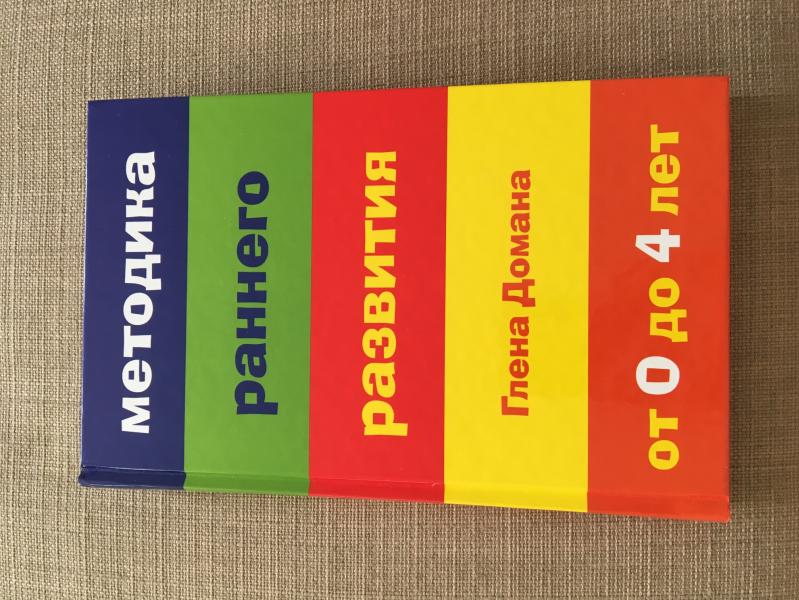 методика
раннего
развития
Глена Домана
от 0 до 4 лет